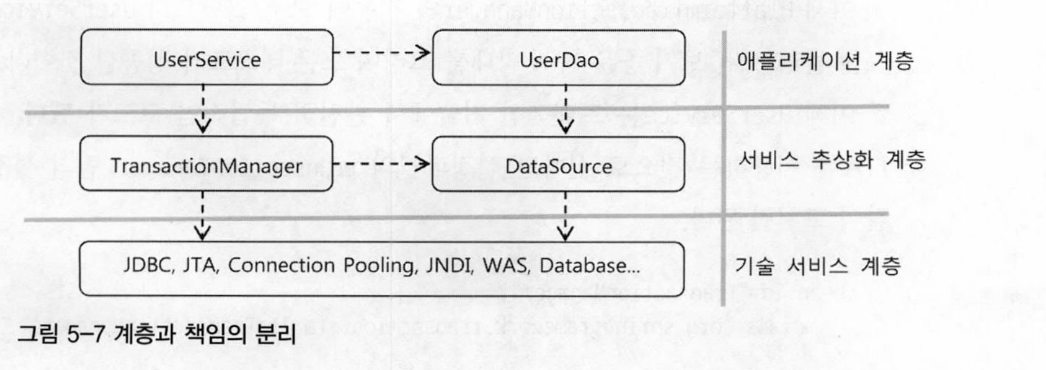 UserService
UserDao
애플리케이션 계층
TransactionManager
DataSource
서비스 추상화 계층
JDBC, JTA, Connection Pooling, JNDI, WAS, Database...
기술 서비스 계층
그림 5-7 계층과 책임의 분리